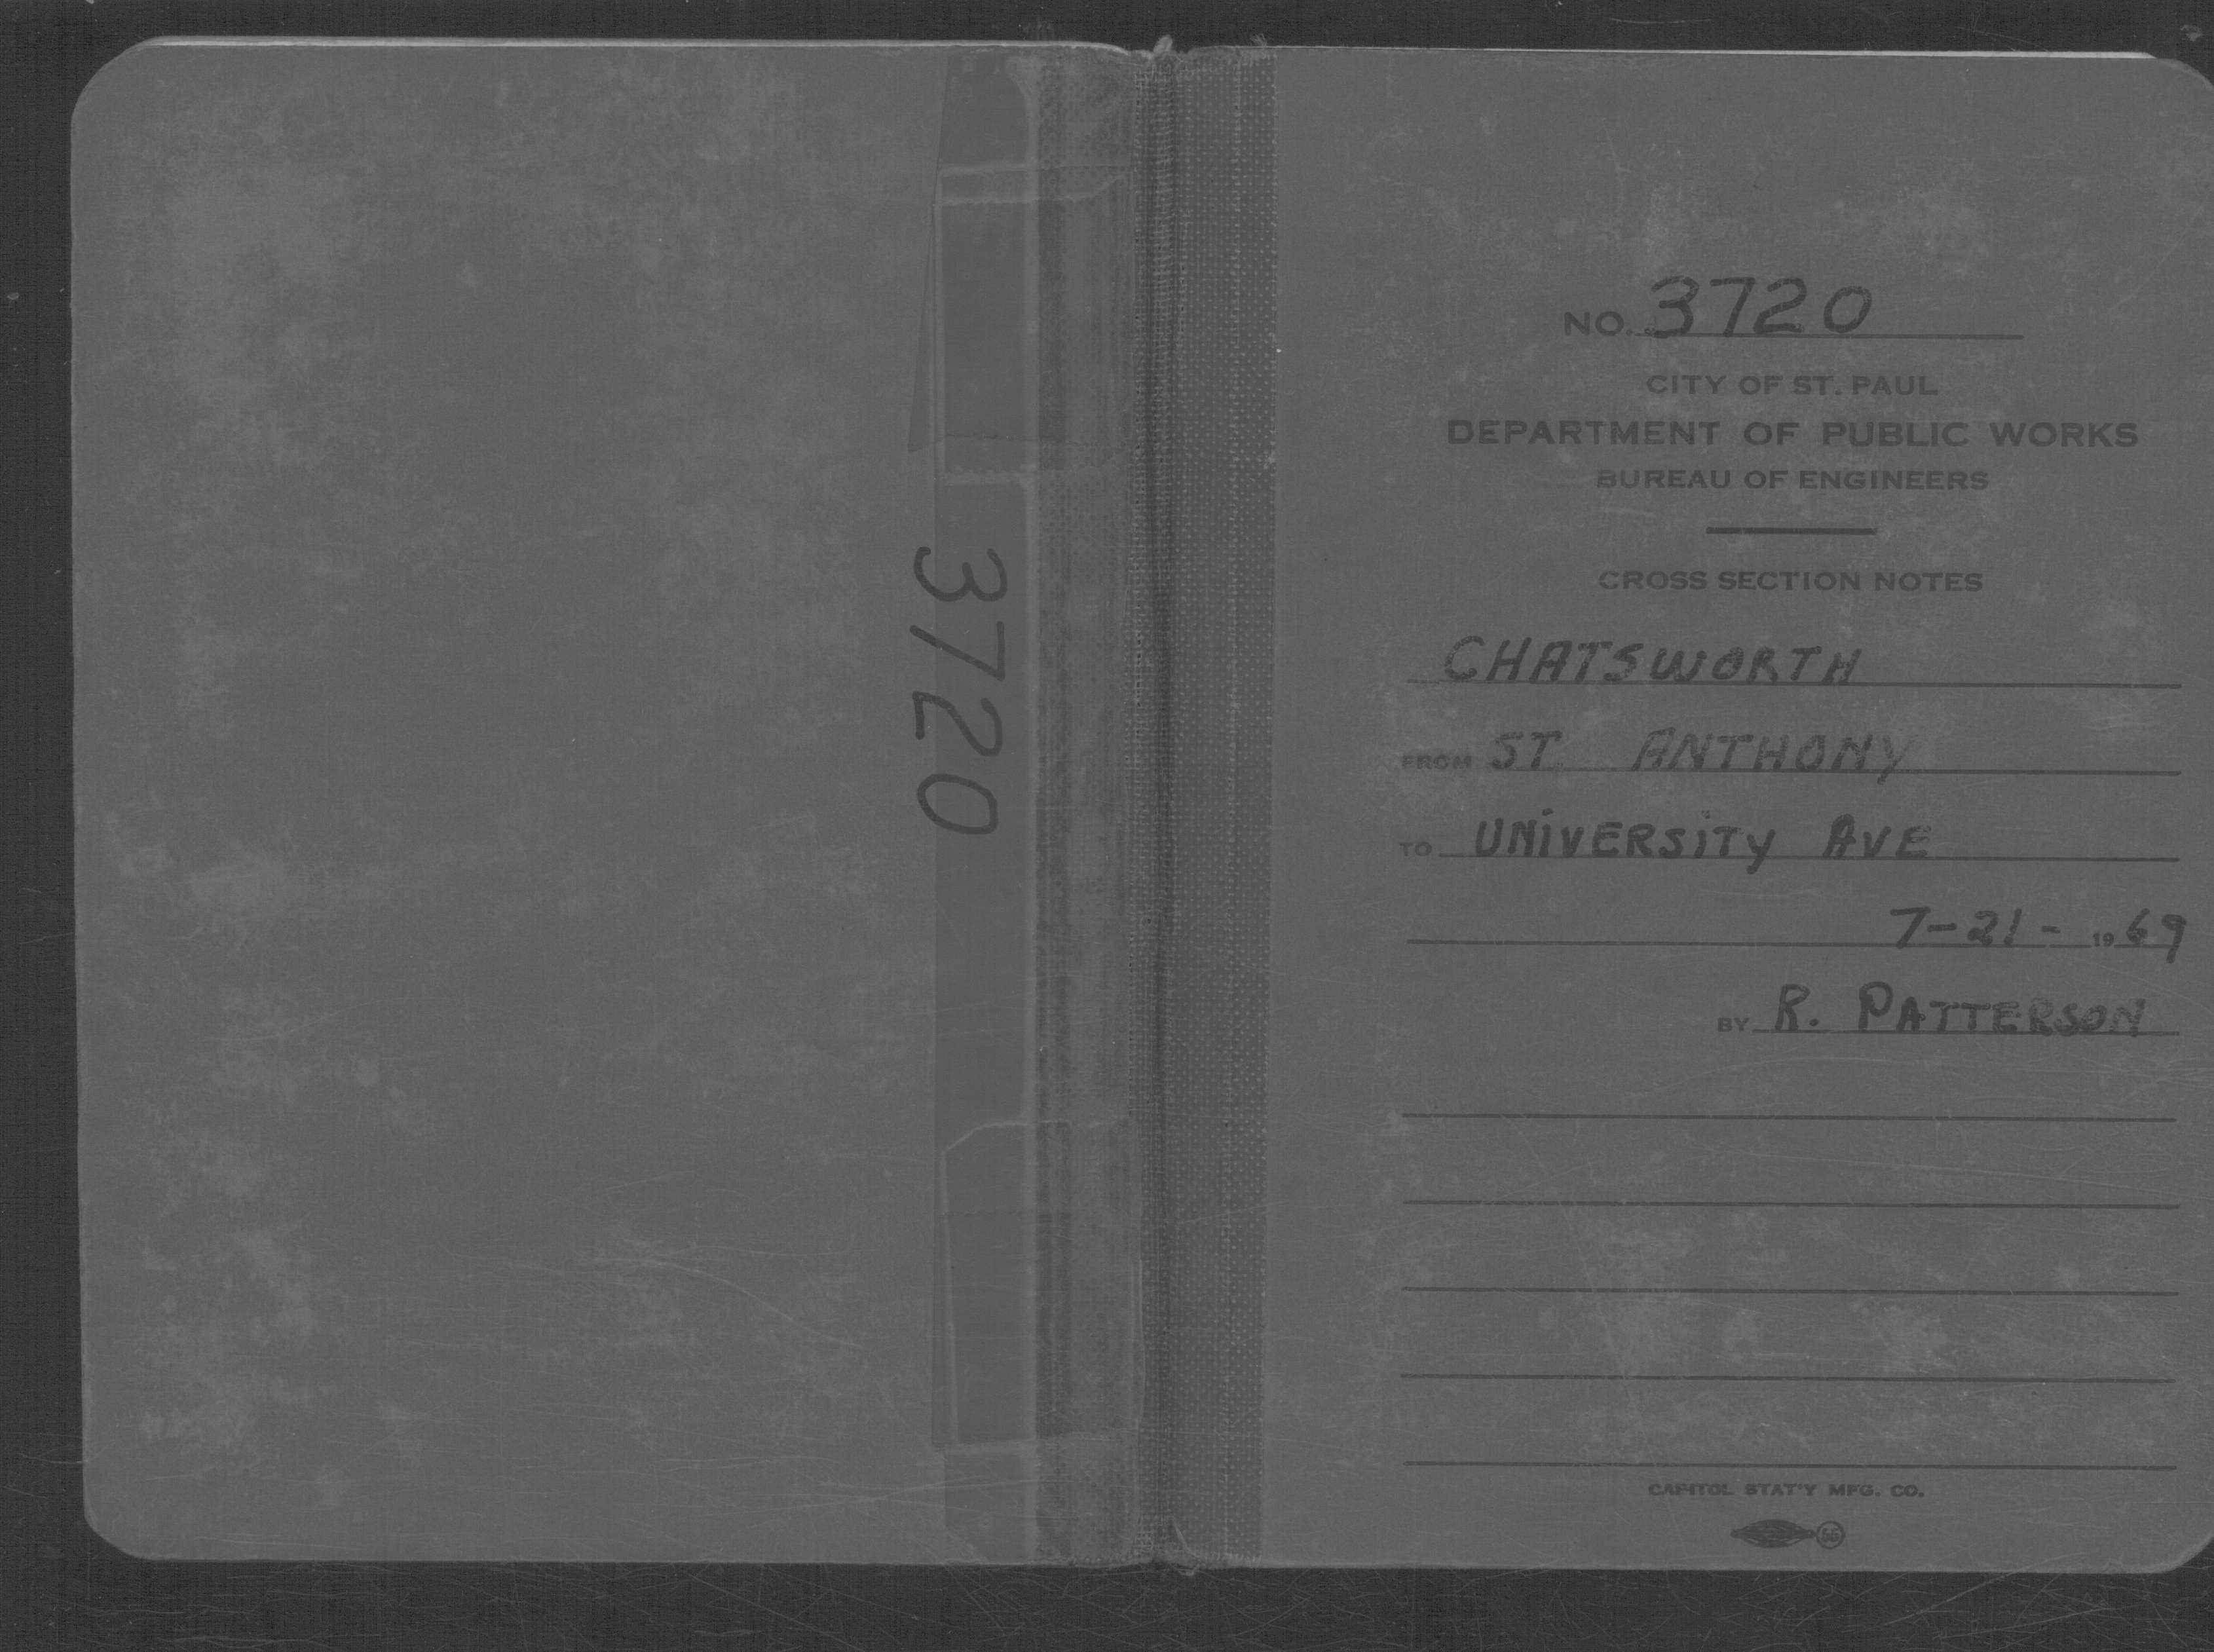 3720
NO. 3720
CITY OF ST. PAUL
DEPARTMENT OF PUBLIC WORKS
BUREAU OF ENGINEERS
CROSS SECTION NOTES
CHATSWORTH
FROM ST. ANTHONY
TO UNIVERSITY AVE
7-21- 1969
BY R. PATTERSON
CAPITOL STAT'Y MFG. CO.
56